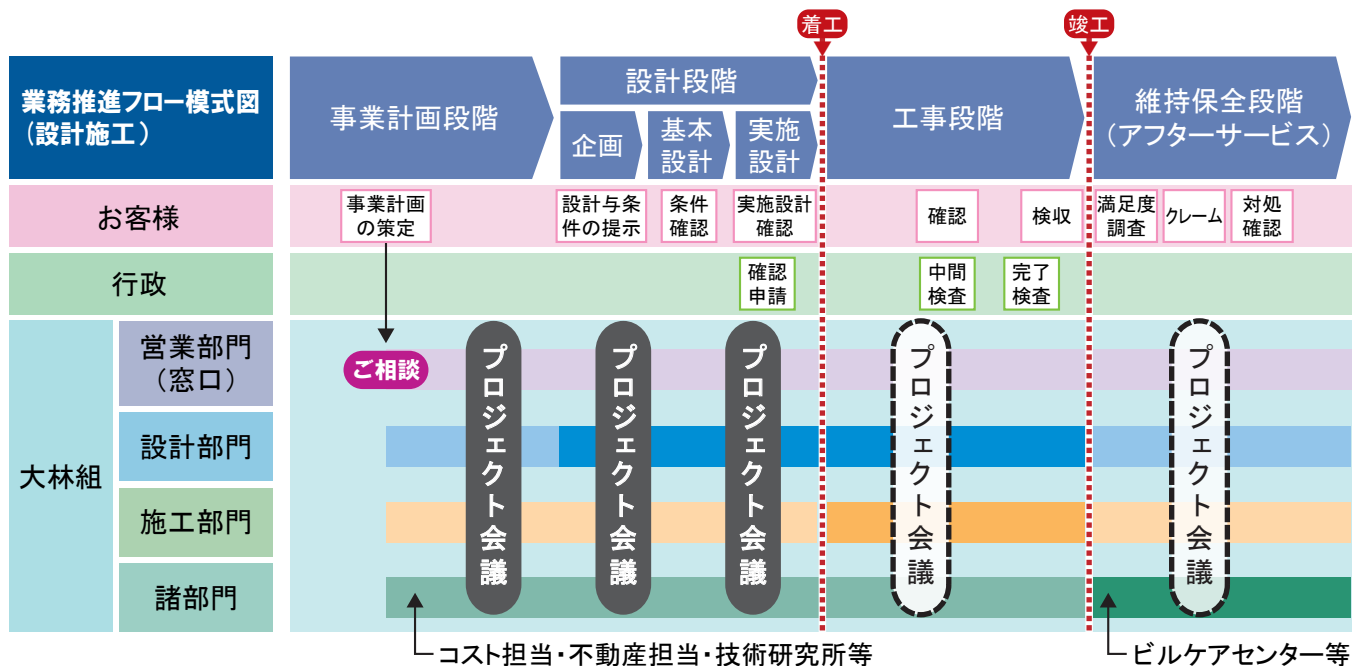 着工
竣工
業務推進フロー模式図
(設計施工)
事業計画段階
設計段階
企画
基本
設計
実施
設計
工事段階
維持保全段階
(アフターサービス)
お客様
事業計画
の策定
設計与条
件の提示
条件
確認
実施設計
確認
確認
検収
満足度
調査
クレーム
対処
確認
行政
確認
申請
中間
検査
完了
検査
大林組
営業部門
(窓口)
設計部門
施工部門
諸部門
ご相談
プロジェクト会議
プロジェクト会議
プロジェクト会議
プロジェクト会議
プロジェクト会議
コスト担当・不動産担当・技術研究所等
ビルケアセンター等